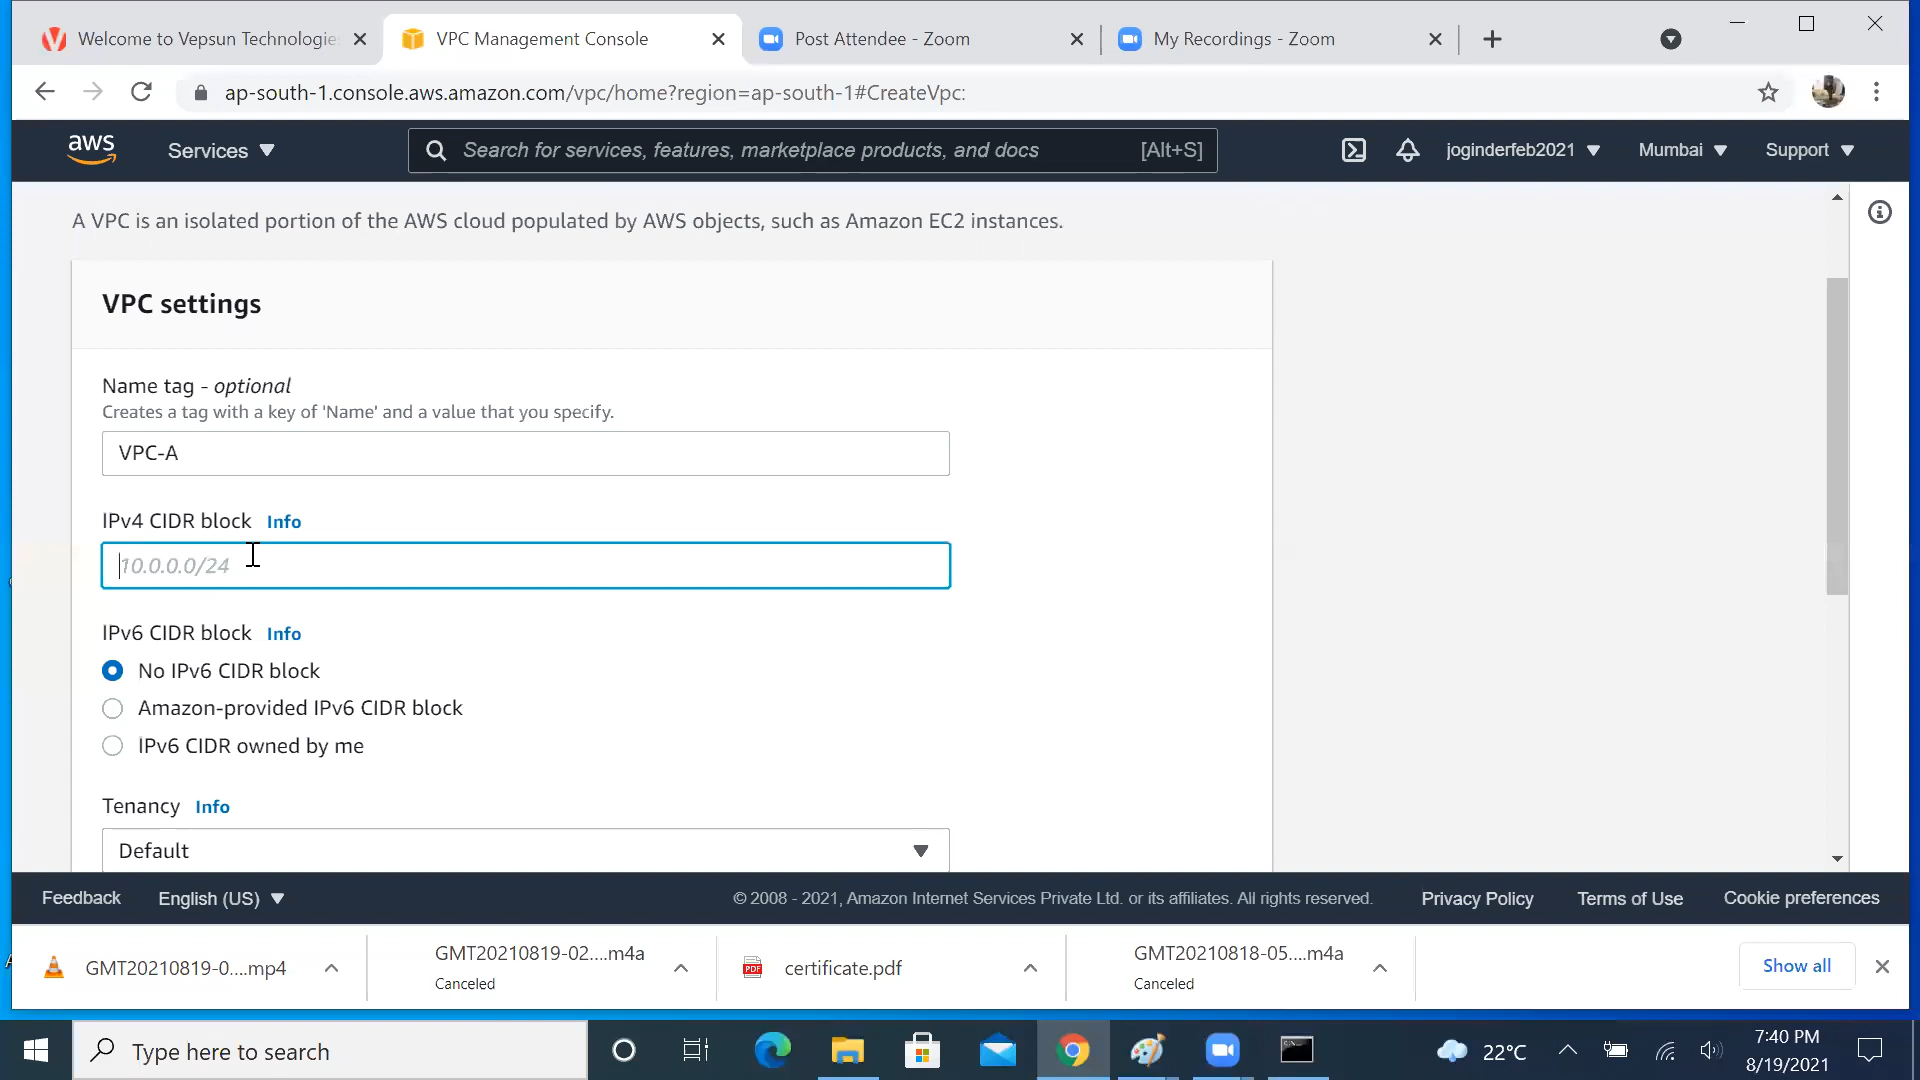 Welcome to Vepsun Technologie
VPC Management Console
Post Attendee - Zoom
My Recordings - Zoom
ap-south-1.console.aws.amazon.com/vpc/home?region=ap-south-1#CreateVpc:
aws
Services
Search for services, features, marketplace products, and docs
[Alt+S]
joginderfeb2021
Mumbai
Support
A VPC is an isolated portion of the AWS cloud populated by AWS objects, such as Amazon EC2 instances.
VPC settings
Name tag - optional
Creates a tag with a key of 'Name' and a value that you specify.
VPC-A
IPv4 CIDR block Info
10.0.0.0/24
IPv6 CIDR block Info
No IPv6 CIDR block
Amazon-provided IPv6 CIDR block
IPv6 CIDR owned by me
Tenancy Info
Default
Feedback
English (US)
© 2008 - 2021, Amazon Internet Services Private Ltd. or its affiliates. All rights reserved.
Privacy Policy
Terms of Use
Cookie preferences
GMT20210819-0....mp4
GMT20210819-02....m4a
Canceled
certificate.pdf
GMT20210818-05....m4a
Canceled
Show all
Type here to search
22°C
7:40 PM
8/19/2021